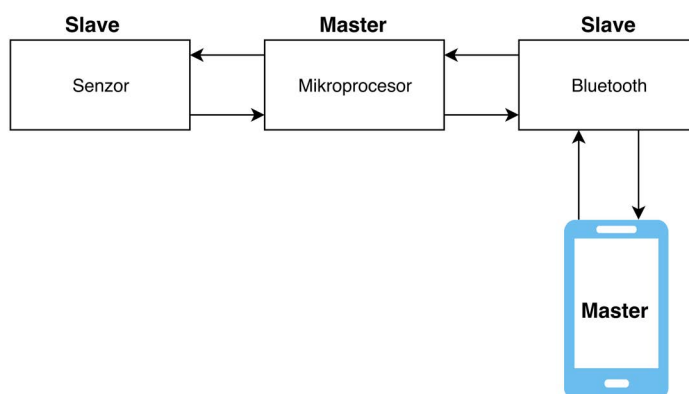 Slave
Master
Slave
Senzor
Mikroprocesor
Bluetooth
Master